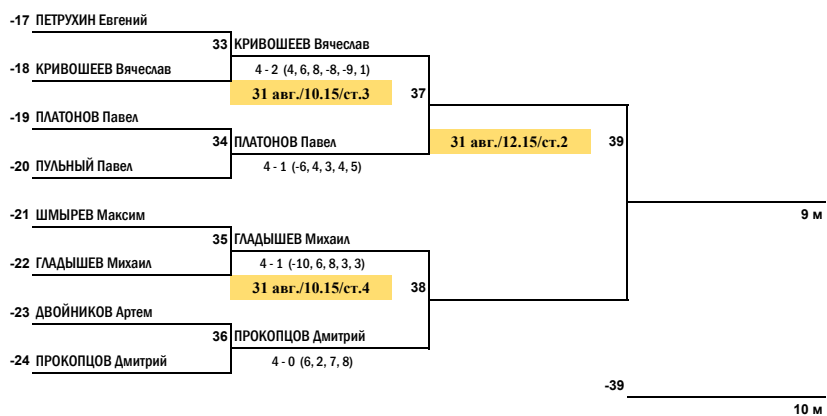 -17 ПЕТРУХИН Евгений
33 КРИВОШЕЕВ Вячеслав
-18 КРИВОШЕЕВ Вячеслав
4 - 2 (4, 6, 8, -8, -9, 1)
31 авг./10.15/ст.3
37
-19 ПЛАТОНОВ Павел
34 ПЛАТОНОВ Павел
31 авг./12.15/ст.2
39
-20 ПУЛЬНЫЙ Павел
4 - 1 (-6, 4, 3, 4, 5)
-21 ШМЫРЕВ Максим
9 м
35 ГЛАДЫШЕВ Михаил
-22 ГЛАДЫШЕВ Михаил
4 - 1 (-10, 6, 8, 3, 3)
31 авг./10.15/ст.4
38
-23 ДВОЙНИКОВ Артем
36 ПРОКОПЦОВ Дмитрий
-24 ПРОКОПЦОВ Дмитрий
4 - 0 (6, 2, 7, 8)
-39
10 м